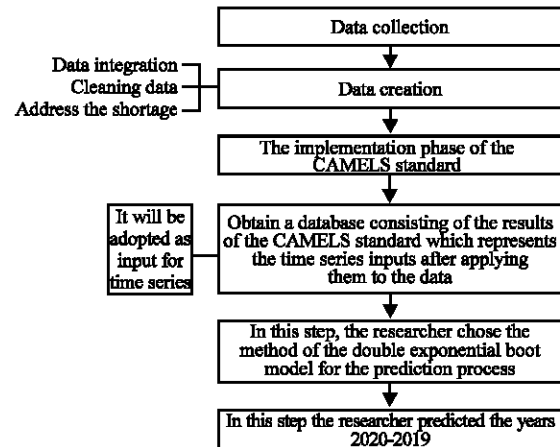 Data collection
Data integration
Cleaning data
Address the shortage
Data creation
The implementation phase of the
CAMELS standard
It will be
adopted as
input for
time series
Obtain a database consisting of the results
of the CAMELS standard which represents
the time series inputs after applying
them to the data
In this step, the researcher chose the
method of the double exponential boot
model for the prediction process
In this step the researcher predicted the years
2020-2019